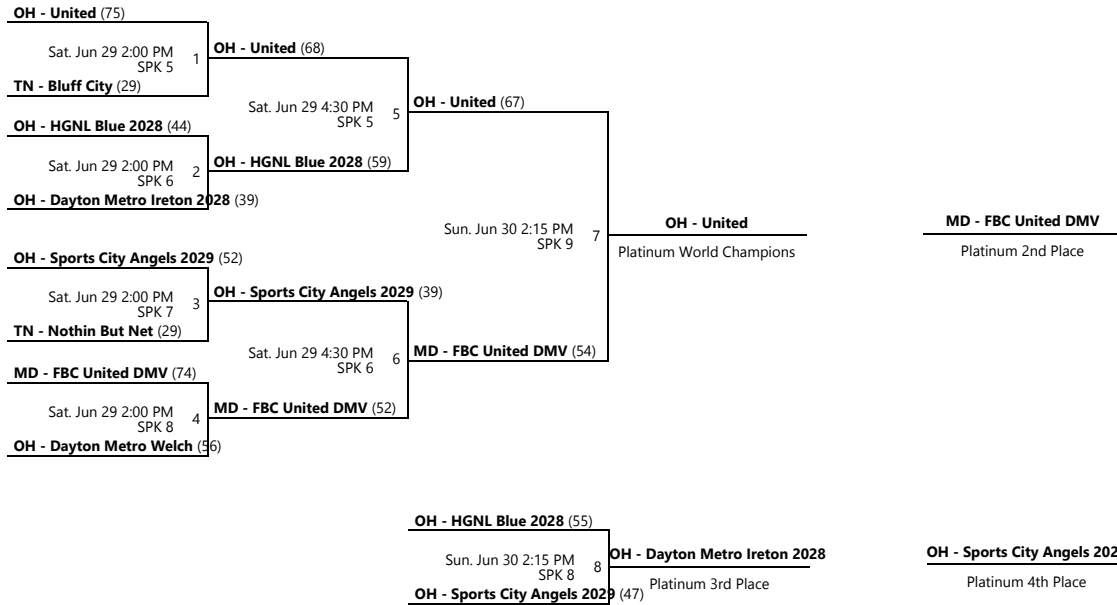 OH - United (75)
Sat. Jun 29 2:00 PM
SPK 5
1
TN - Bluff City (29)
OH - United (68)
OH - HGNL Blue 2028 (44)
Sat. Jun 29 2:00 PM
SPK 6
2
OH - Dayton Metro Ireton 2028 (39)
OH - HGNL Blue 2028 (59)
Sat. Jun 29 4:30 PM
SPK 5
5
OH - United (67)
OH - Sports City Angels 2029 (52)
Sat. Jun 29 2:00 PM
SPK 7
3
TN - Nothin But Net (29)
OH - Sports City Angels 2029 (39)
MD - FBC United DMV (74)
Sat. Jun 29 2:00 PM
SPK 8
4
OH - Dayton Metro Welch (56)
MD - FBC United DMV (52)
Sat. Jun 29 4:30 PM
SPK 6
6
MD - FBC United DMV (54)
Sun. Jun 30 2:15 PM
SPK 9
7
OH - United
Platinum World Champions
MD - FBC United DMV
Platinum 2nd Place
OH - HGNL Blue 2028 (55)
Sun. Jun 30 2:15 PM
SPK 8
8
OH - Sports City Angels 2029 (47)
OH - Dayton Metro Ireton 2028
Platinum 3rd Place
OH - Sports City Angels 202
Platinum 4th Place